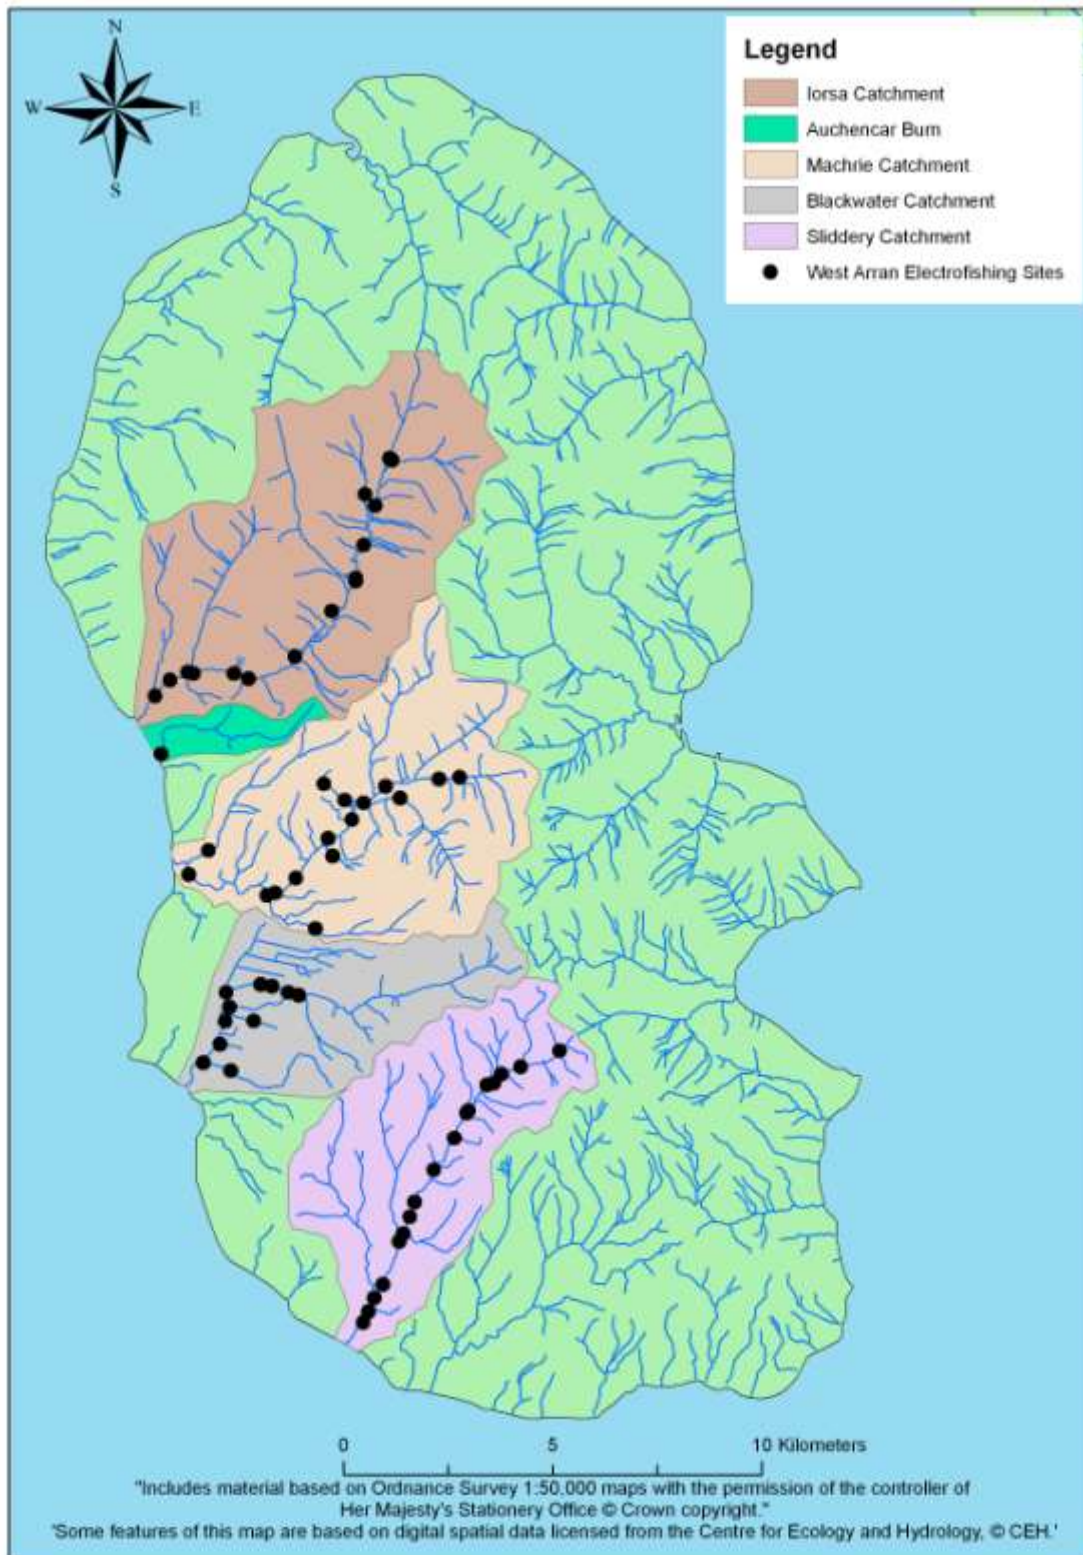 N
W
E
S
Legend
Iorsa Catchment
Auchencar Burn
Machrie Catchment
Blackwater Catchment
Sliddery Catchment
West Arran Electrofishing Sites
0 5 10 Kilometers
"Includes material based on Ordnance Survey 1:50,000 maps with the permission of the controller of
Her Majesty's Stationery Office © Crown copyright."
'Some features of this map are based on digital spatial data licensed from the Centre for Ecology and Hydrology, © CEH.'